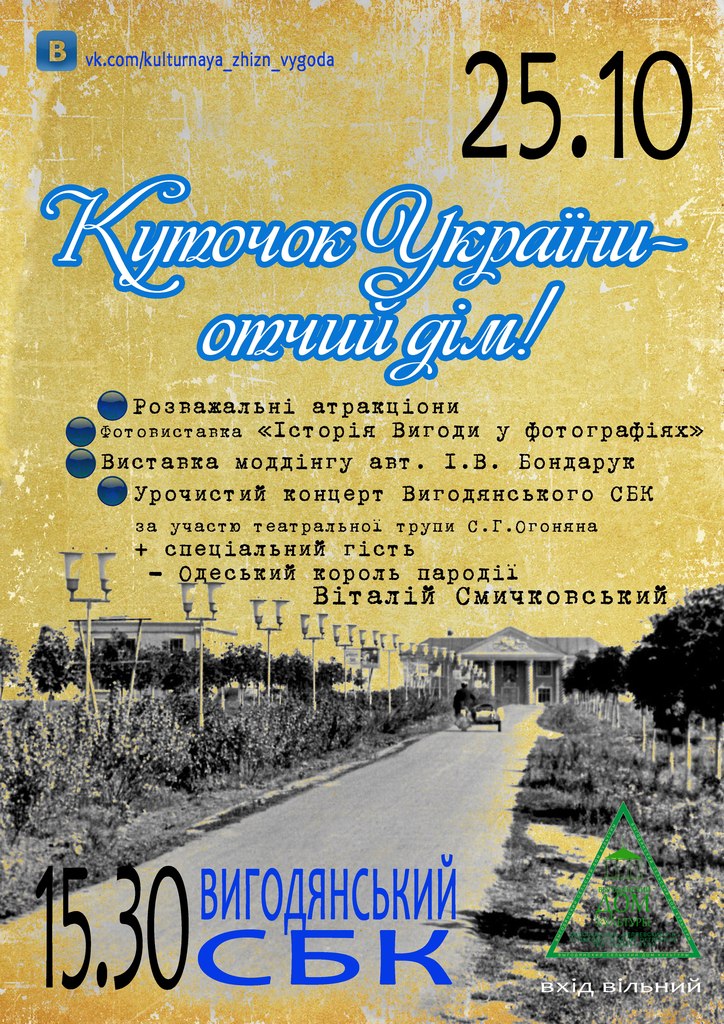 В
vk.com/kulturnaya_zhizn_vygoda
25.10
Куточок України-
отчий дім!
Розважальні атракціони
Фотовиставка «Історія Вигоди у фотографіях»
Виставка моддінгу авт. І.В. Бондарук
Урочистий концерт Вигодянського СБК
за участю театральної трупи С.Г.Огоняна
+ спеціальний гість
- Одеський король пародії
Віталій Смичковський
15.30
ВИГОДЯНСЬКИЙ
СБК
ДОМ
вхід вільний